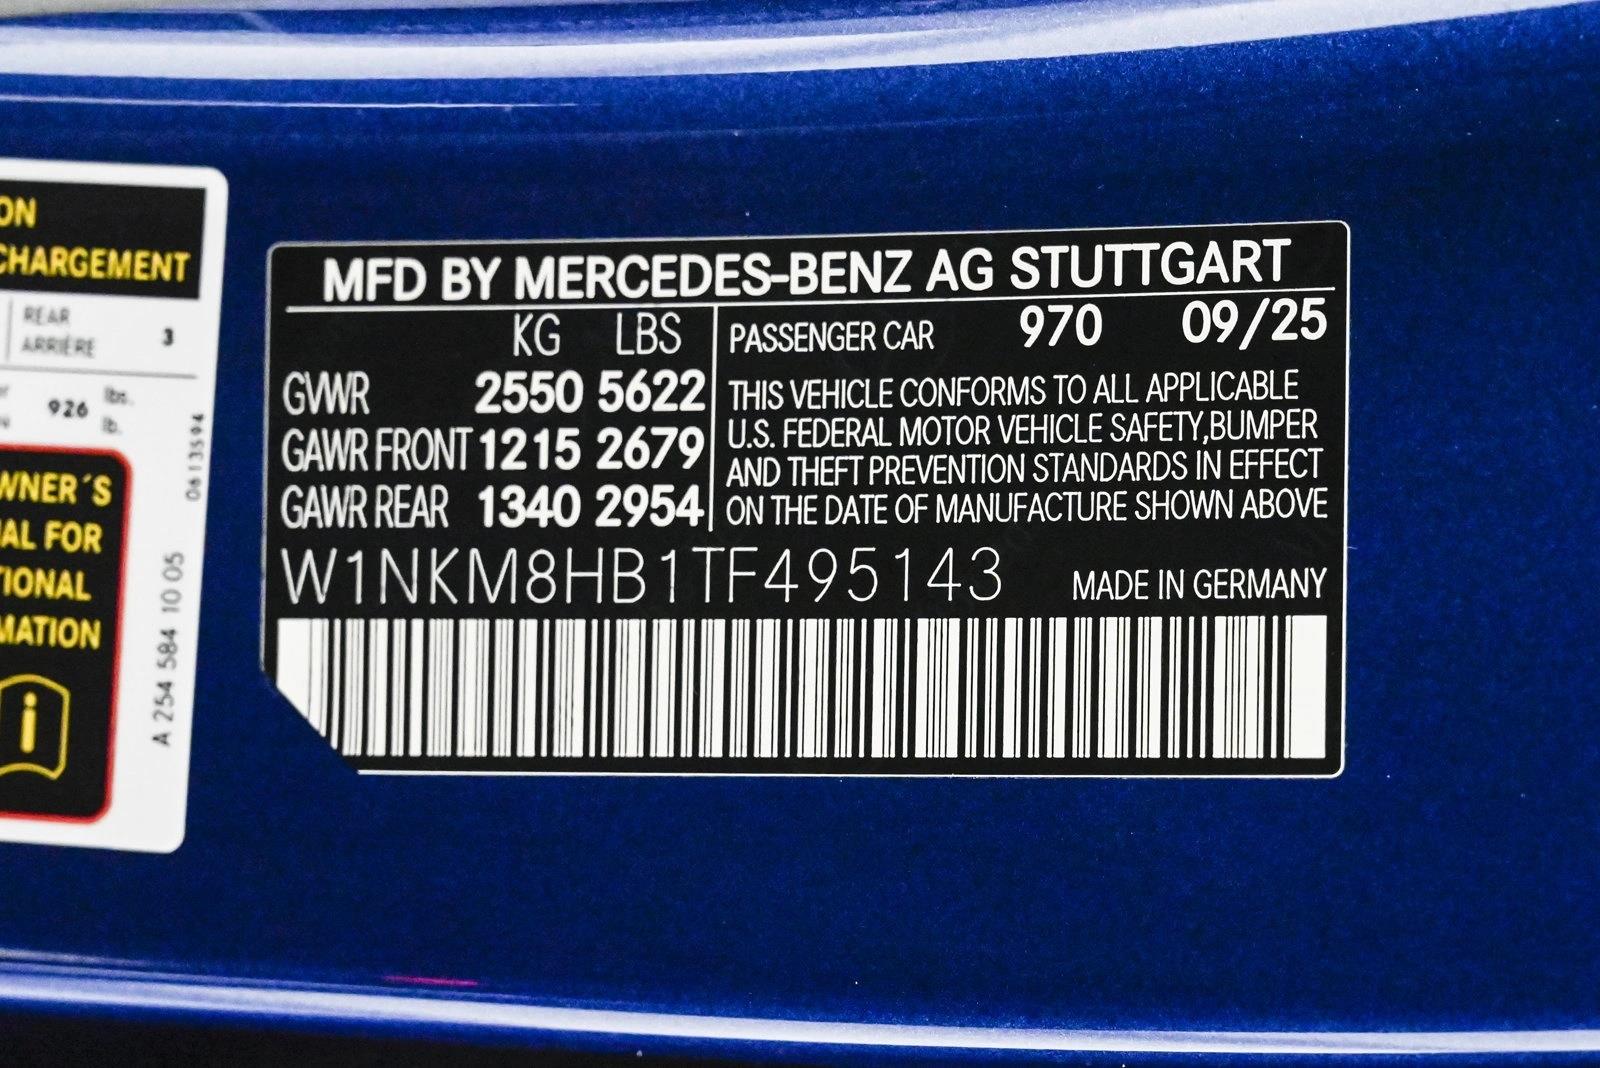 ON
CHARGEMENT
REAR
ARRIÈRE
3
926
lbs.
lb.
0613594
WNER´S
AL FOR
TIONAL
MATION
i
A 254 584 10 05
MFD BY MERCEDES-BENZ AG STUTTGART
KG LBS
GVWR 2550 5622
GAWR FRONT 1215 2679
GAWR REAR 1340 2954
PASSENGER CAR 970 09/25
THIS VEHICLE CONFORMS TO ALL APPLICABLE
U.S. FEDERAL MOTOR VEHICLE SAFETY,BUMPER
AND THEFT PREVENTION STANDARDS IN EFFECT
ON THE DATE OF MANUFACTURE SHOWN ABOVE
W1NKM8HB1TF495143 MADE IN GERMANY